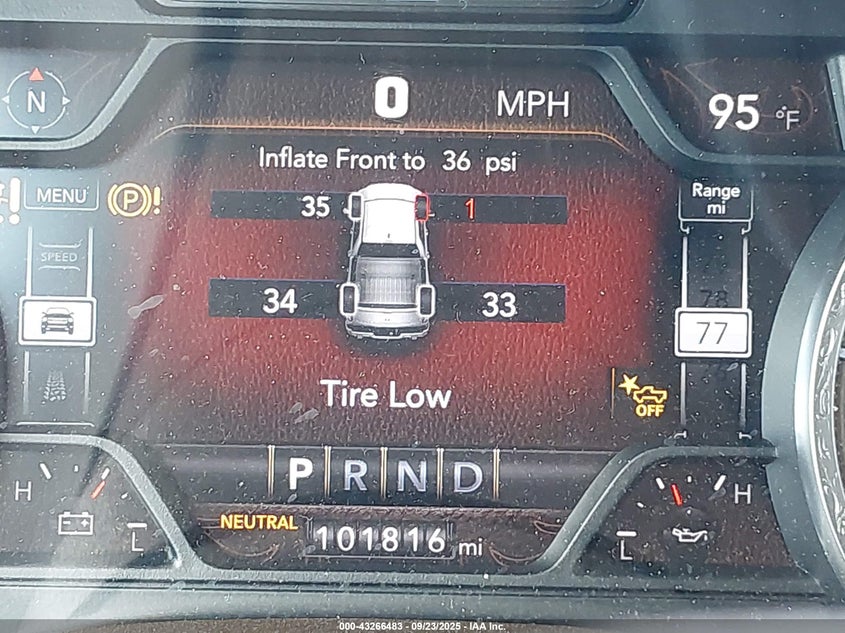 N
0 MPH
95 °F
Inflate Front to 36 psi
MENU
P!
!
35 1
Range
mi
SPEED
34 33
78
77
Tire Low
OFF
P R N D
H
L
NEUTRAL 101816 mi
H
L
000-43266483 - 09/23/2025 - IAA Inc.